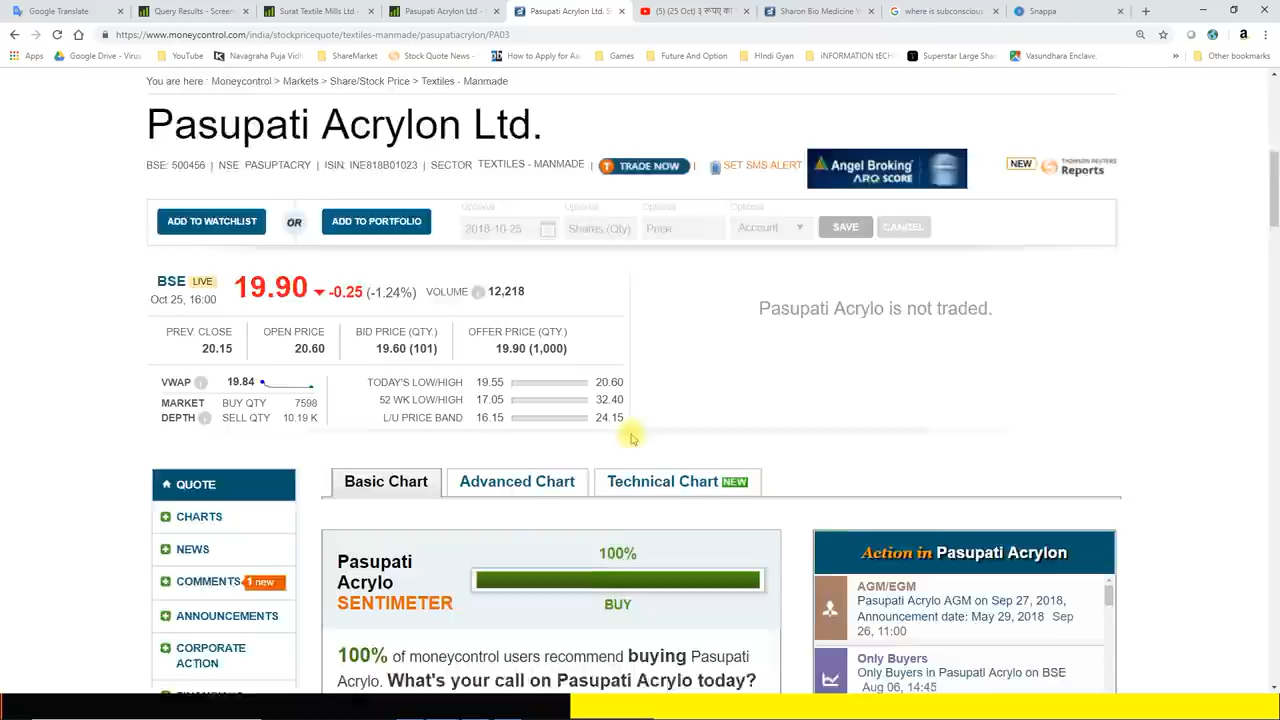 Google Translate
Query Results - Screen
Surat Textile Mills Ltd -
Pasupati Acrylon Ltd -
Pasupati Acrylon Ltd. S
(5) (25 Oct) ३ रूपए का
Sharon Bio Medicine
where is subconscious
Snappa
https://www.moneycontrol.com/india/stockpricequote/textiles-manmade/pasupatiacrylon/PA03
Apps
Google Drive - Virus
YouTube
Navagraha Puja Vidh
ShareMarket
Stock Quote News -
How to Apply for Aa
Games
Future And Option
HIndi Gyan
iNFORMATION tECH
Superstar Large Shar
Vasundhara Enclave,
»
Other bookmarks
You are here : Moneycontrol > Markets > Share/Stock Price > Textiles - Manmade
Pasupati Acrylon Ltd.
BSE: 500456 | NSE: PASUPTACRY | ISIN: INE818B01023 | SECTOR TEXTILES - MANMADE | TRADE NOW | SET SMS ALERT
Angel Broking
ARQ SCORE
NEW
THOMSON REUTERS
Reports
ADD TO WATCHLIST OR ADD TO PORTFOLIO
Optional Optional Optional Optional
2018-10-25 Shares (Qty) Price Account SAVE CANCEL
BSE LIVE
Oct 25, 16:00
19.90 -0.25 (-1.24%) VOLUME 12,218
Pasupati Acrylo is not traded.
PREV. CLOSE OPEN PRICE BID PRICE (QTY.) OFFER PRICE (QTY.)
20.15 20.60 19.60 (101) 19.90 (1,000)
VWAP 19.84
MARKET DEPTH
BUY QTY 7598
SELL QTY 10.19 K
TODAY'S LOW/HIGH 19.55 20.60
52 WK LOW/HIGH 17.05 32.40
L/U PRICE BAND 16.15 24.15
QUOTE
CHARTS
NEWS
COMMENTS 1 new
ANNOUNCEMENTS
CORPORATE
ACTION
Basic Chart Advanced Chart Technical Chart NEW
Pasupati
Acrylo
SENTIMETER
100%
BUY
100% of moneycontrol users recommend buying Pasupati
Acrylo. What's your call on Pasupati Acrylo today?
Action in Pasupati Acrylon
AGM/EGM
Pasupati Acrylo AGM on Sep 27, 2018,
Announcement date: May 29, 2018 Sep
26, 11:00
Only Buyers
Only Buyers in Pasupati Acrylo on BSE
Aug 06, 14:45